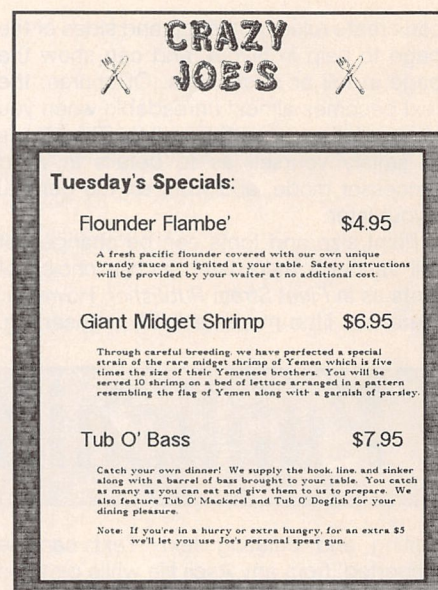 CRAZY
JOE'S
Tuesday's Specials:
Flounder Flambe' $4.95
A fresh pacific flounder covered with our own unique
brandy sauce and ignited at your table. Safety instructions
will be provided by your waiter at no additional cost.
Giant Midget Shrimp $6.95
Through careful breeding, we have perfected a special
strain of the rare midget shrimp of Yemen which is five
times the size of their Yemenese brothers. You will be
served 10 shrimp on a bed of lettuce arranged in a pattern
resembling the flag of Yemen along with a garnish of parsley.
Tub O' Bass $7.95
Catch your own dinner! We supply the hook, line, and sinker
along with a barrel of bass brought to your table. You catch
as many as you can eat and give them to us to prepare. We
also feature Tub O' Mackerel and Tub O' Dogfish for your
dining pleasure.
Note: If you're in a hurry or extra hungry, for an extra $5
we'll let you use Joe's personal spear gun.